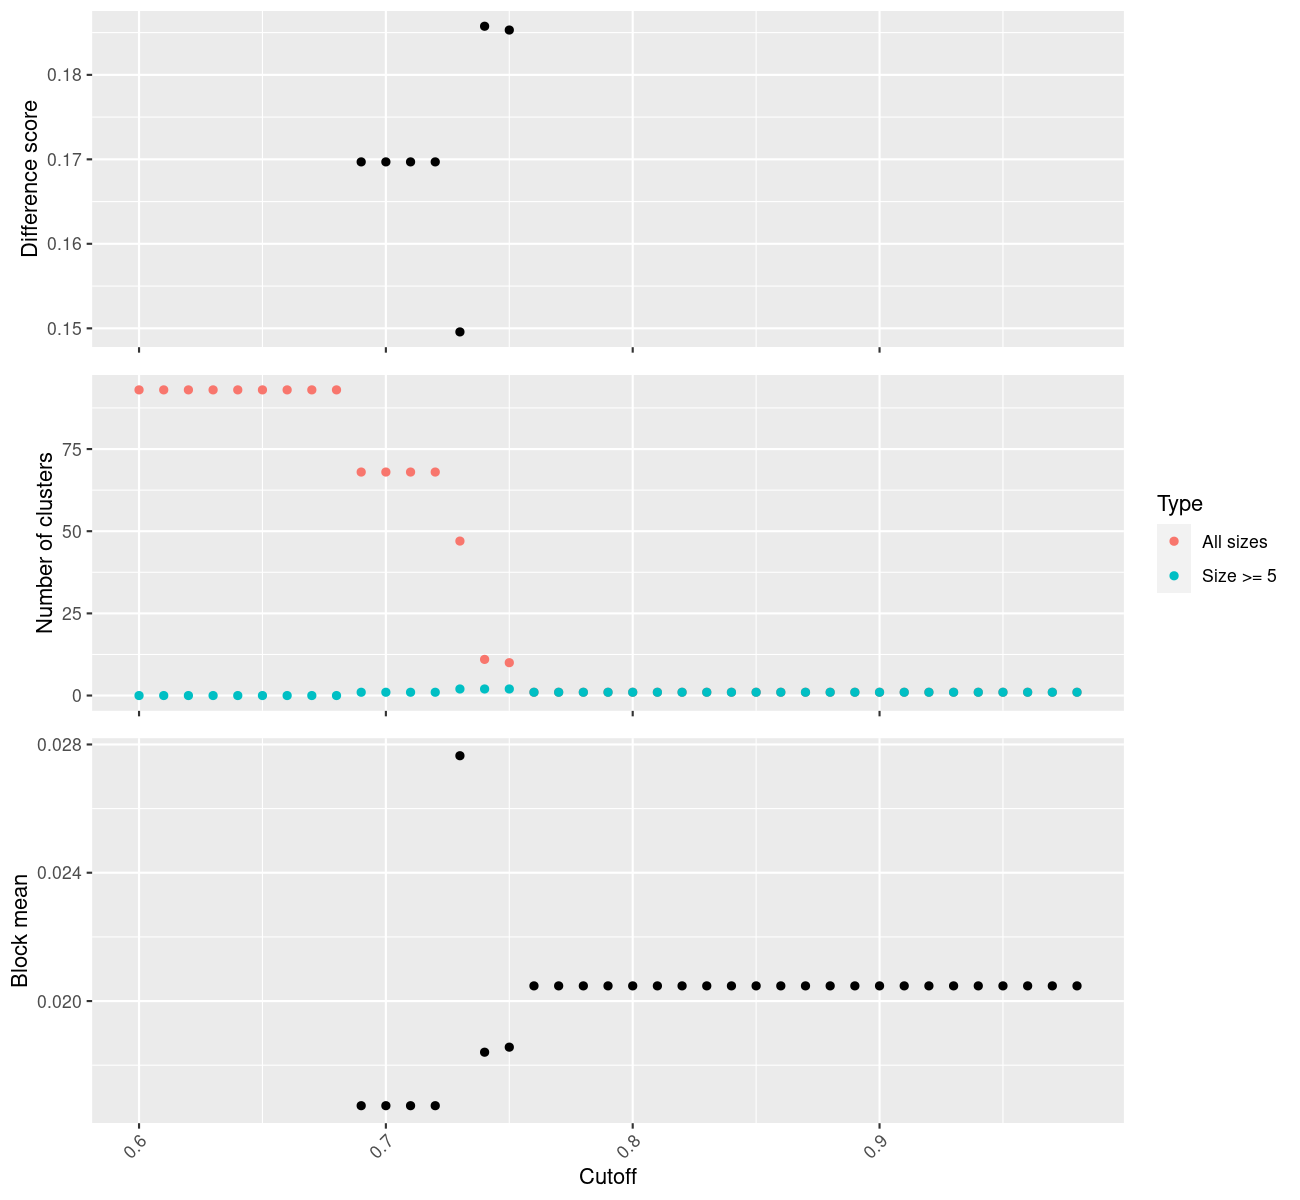 Difference score
0.18
0.17
0.16
0.15
Number of clusters
75
50
25
0
Type
All sizes
Size >= 5
Block mean
0.028
0.024
0.020
0.6
0.7
0.8
0.9
Cutoff